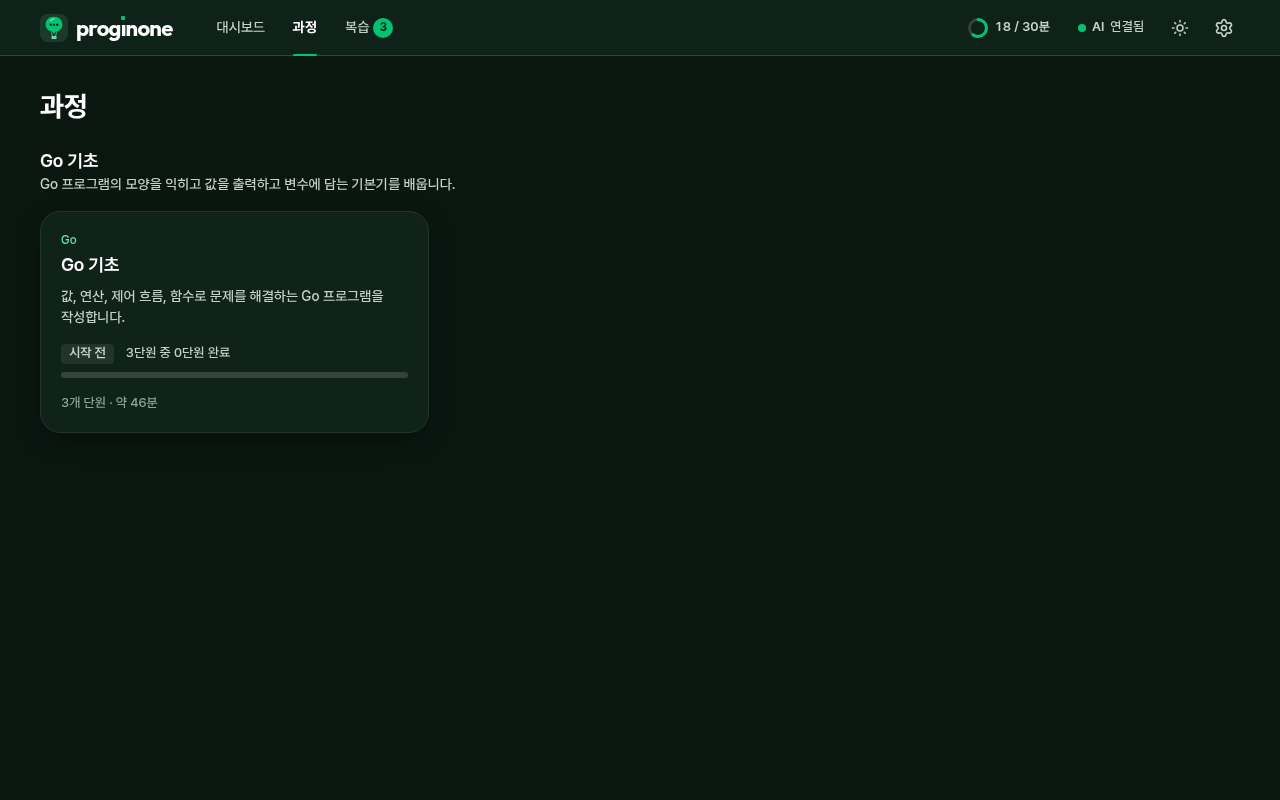 proginone
대시보드
과정
복습 3
18 / 30분
AI 연결됨
과정
Go 기초
Go 프로그램의 모양을 익히고 값을 출력하고 변수에 담는 기본기를 배웁니다.
Go
Go 기초
값, 연산, 제어 흐름, 함수로 문제를 해결하는 Go 프로그램을
작성합니다.
시작 전
3단원 중 0단원 완료
3개 단원 · 약 46분